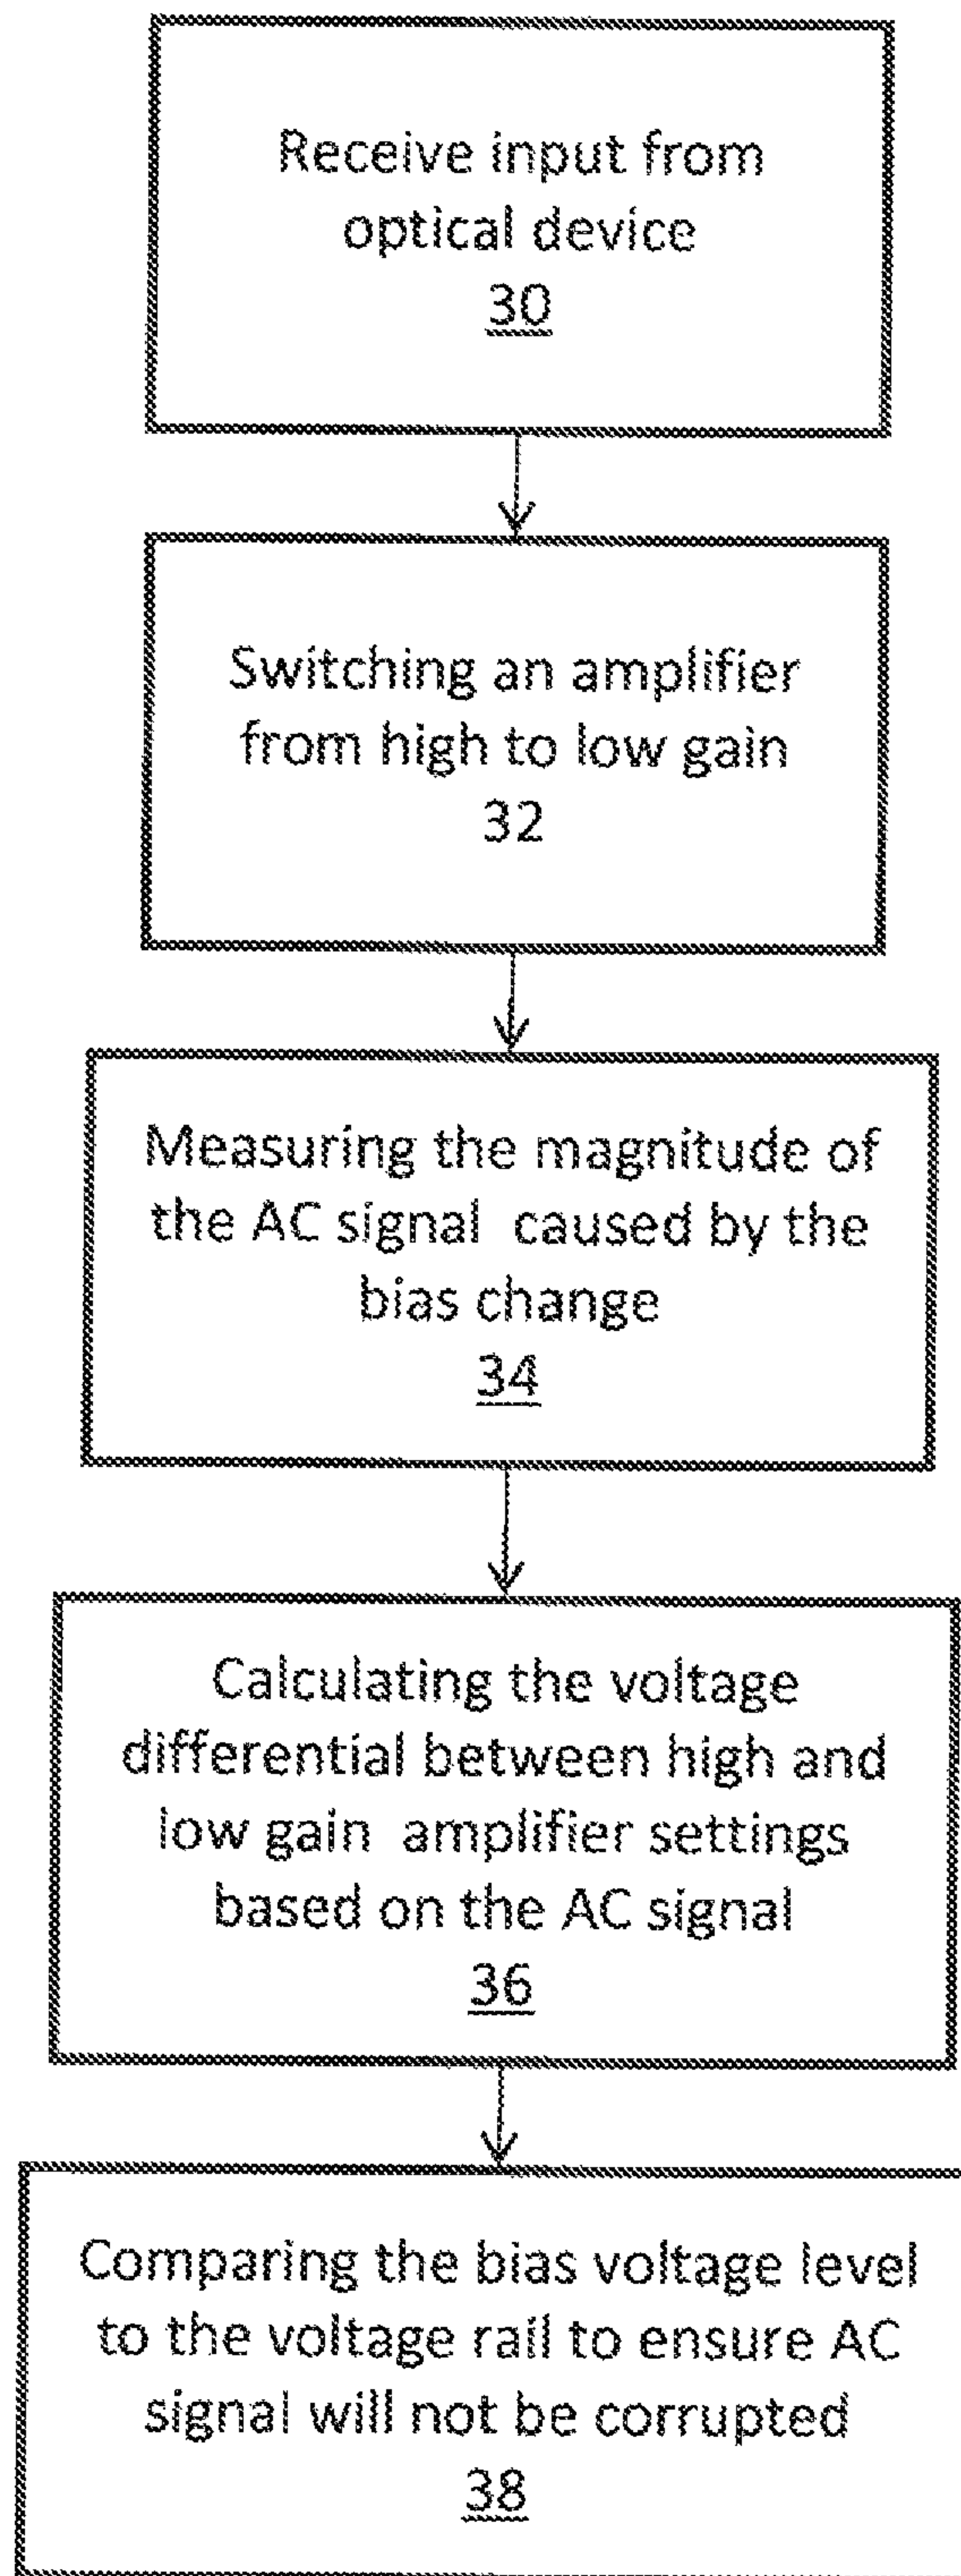 Receive input from
optical device
30
Switching an amplifier
from high to low gain
32
Measuring the magnitude of
the AC signal caused by the
bias change
34
Calculating the voltage
differential between high and
low gain amplifier settings
based on the AC signal
36
Comparing the bias voltage level
to the voltage rail to ensure AC
signal will not be corrupted
38